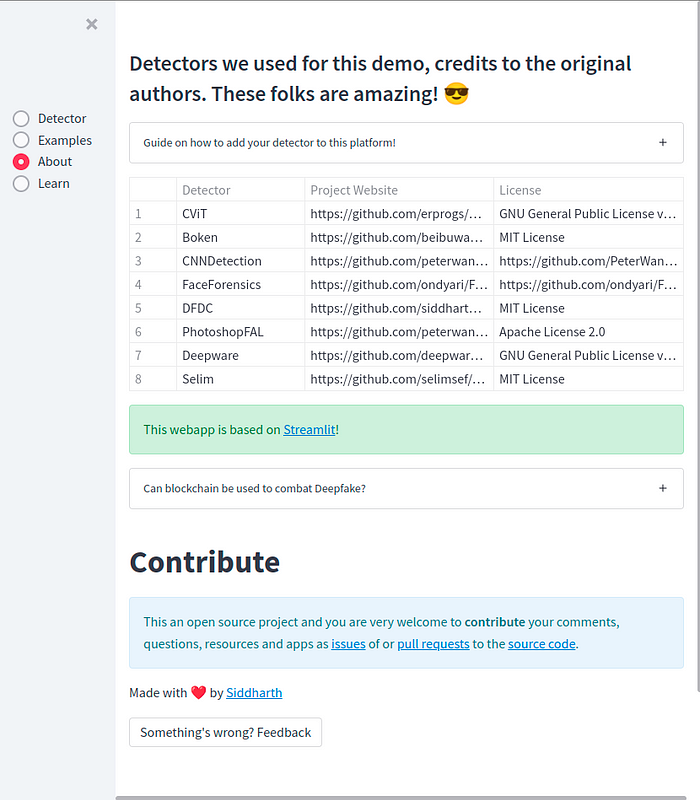 Detector
Examples
About
Learn
Detectors we used for this demo, credits to the original
authors. These folks are amazing! 😎
Guide on how to add your detector to this platform!
Detector Project Website License
1 CViT https://github.com/erprogs/... GNU General Public License v...
2 Boken https://github.com/beibuwa... MIT License
3 CNNDetection https://github.com/peterwan... https://github.com/PeterWan...
4 FaceForensics https://github.com/ondyari/F... https://github.com/ondyari/F...
5 DFDC https://github.com/siddhart... MIT License
6 PhotoshopFAL https://github.com/peterwan... Apache License 2.0
7 Deepware https://github.com/deepwar... GNU General Public License v...
8 Selim https://github.com/selimsef/... MIT License
This webapp is based on Streamlit!
Can blockchain be used to combat Deepfake?
Contribute
This an open source project and you are very welcome to contribute your comments,
questions, resources and apps as issues of or pull requests to the source code.
Made with ❤️ by Siddharth
Something's wrong? Feedback